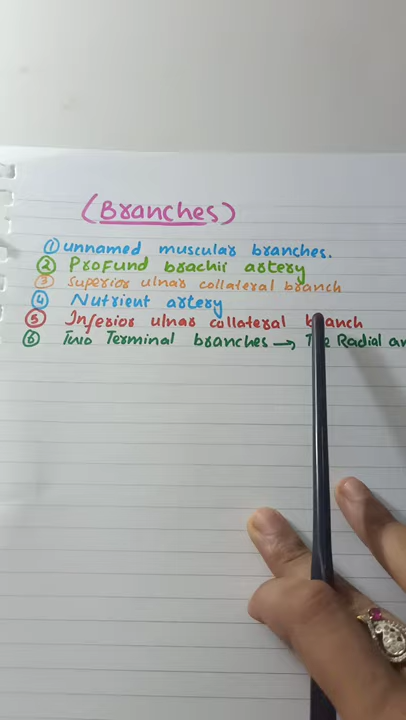 (Branches)
① unnamed muscular branches.
② Profund brachii artery
③ Superior ulnar collateral branch
④ Nutrient artery
⑤ Inferior ulnar collateral branch
⑥ Two Terminal branches → The Radial